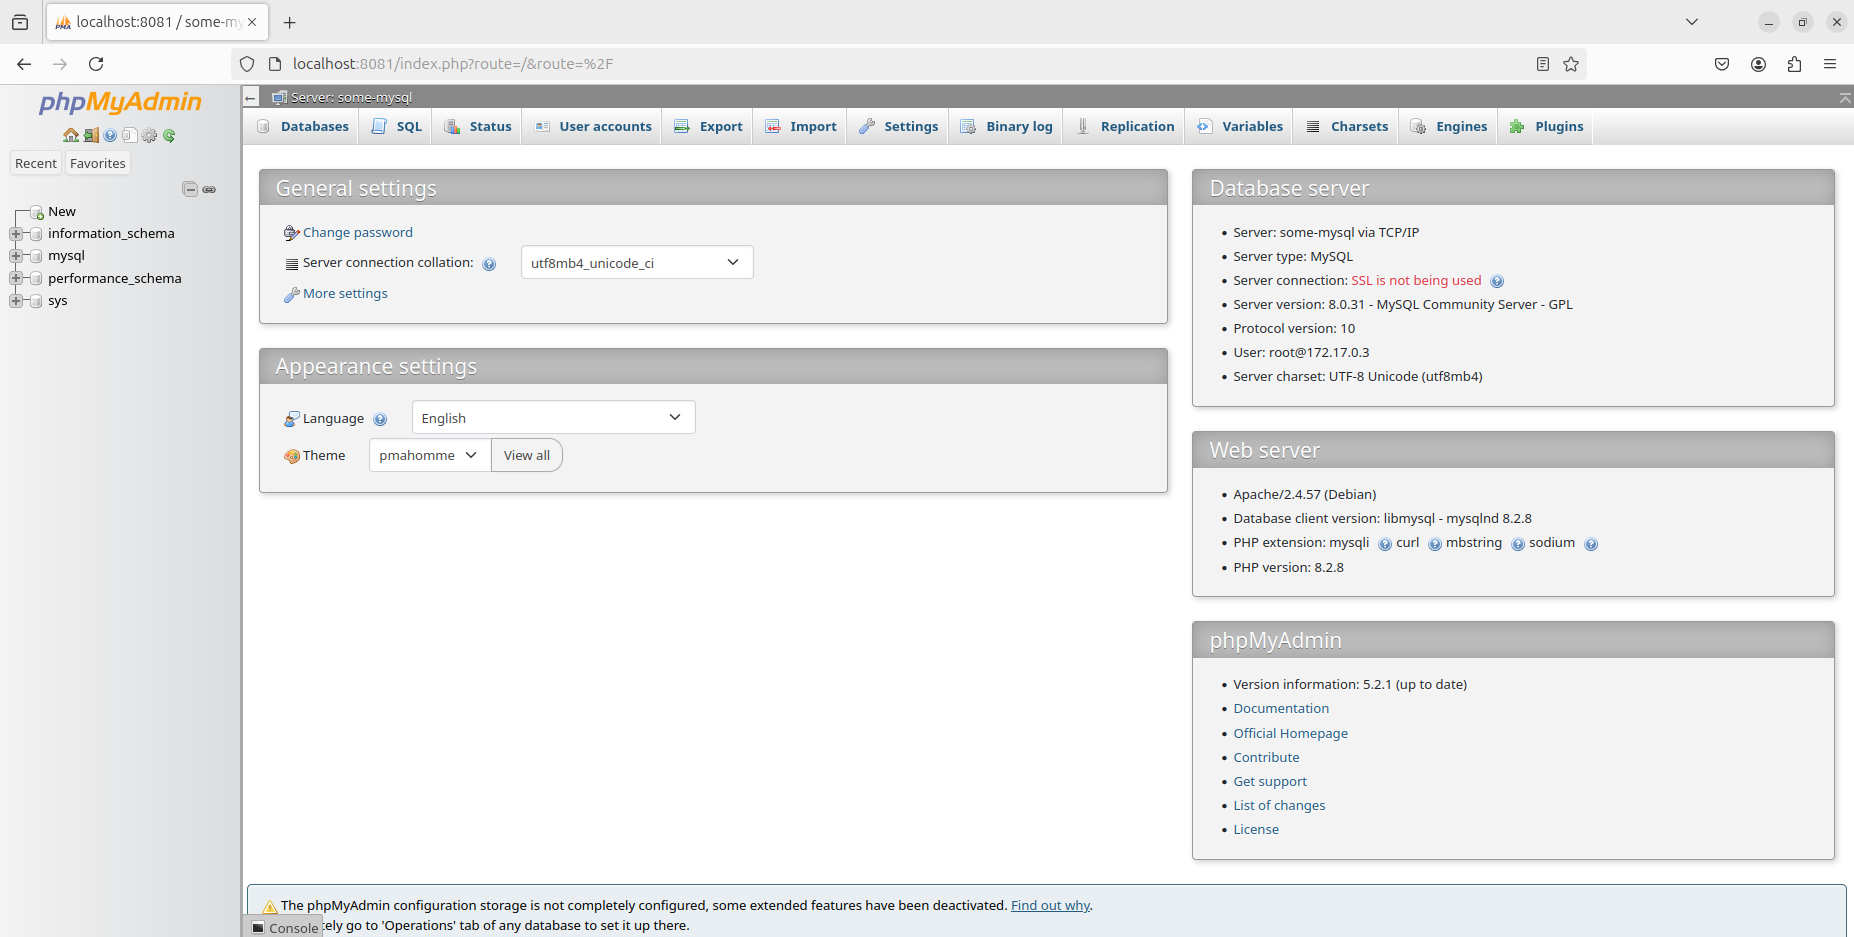 localhost:8081 / some-my
localhost:8081/index.php?route=/&route=%2F
phpMyAdmin
Recent
Favorites
New
information_schema
mysql
performance_schema
sys
Server: some-mysql
Databases
SQL
Status
User accounts
Export
Import
Settings
Binary log
Replication
Variables
Charsets
Engines
Plugins
General settings
Change password
Server connection collation:
utf8mb4_unicode_ci
More settings
Appearance settings
Language
English
Theme
pmahomme
View all
Database server
Server: some-mysql via TCP/IP
Server type: MySQL
Server connection: SSL is not being used
Server version: 8.0.31 - MySQL Community Server - GPL
Protocol version: 10
User: root@172.17.0.3
Server charset: UTF-8 Unicode (utf8mb4)
Web server
Apache/2.4.57 (Debian)
Database client version: libmysql - mysqlnd 8.2.8
PHP extension: mysqli curl mbstring sodium
PHP version: 8.2.8
phpMyAdmin
Version information: 5.2.1 (up to date)
Documentation
Official Homepage
Contribute
Get support
List of changes
License
The phpMyAdmin configuration storage is not completely configured, some extended features have been deactivated. Find out why.
tely go to 'Operations' tab of any database to set it up there.
Console